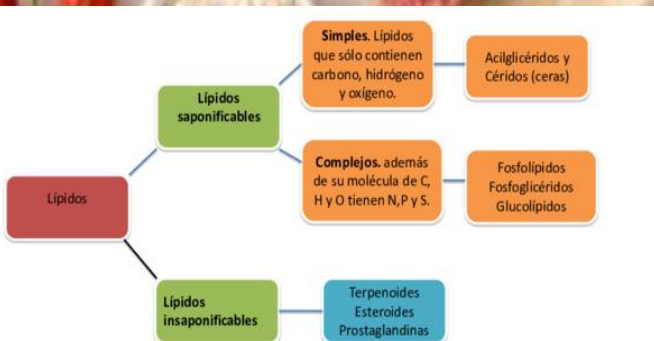 Simples. Lípidos
que sólo contienen
carbono, hidrógeno
y oxígeno.
Acilglicéridos y
Céridos (ceras)
Lípidos
saponificables
Complejos. además
de su molécula de C,
H y O tienen N,P y S.
Fosfolípidos
Fosfoglicéridos
Glucolípidos
Lípidos
Lípidos
insaponificables
Terpenoides
Esteroides
Prostaglandinas